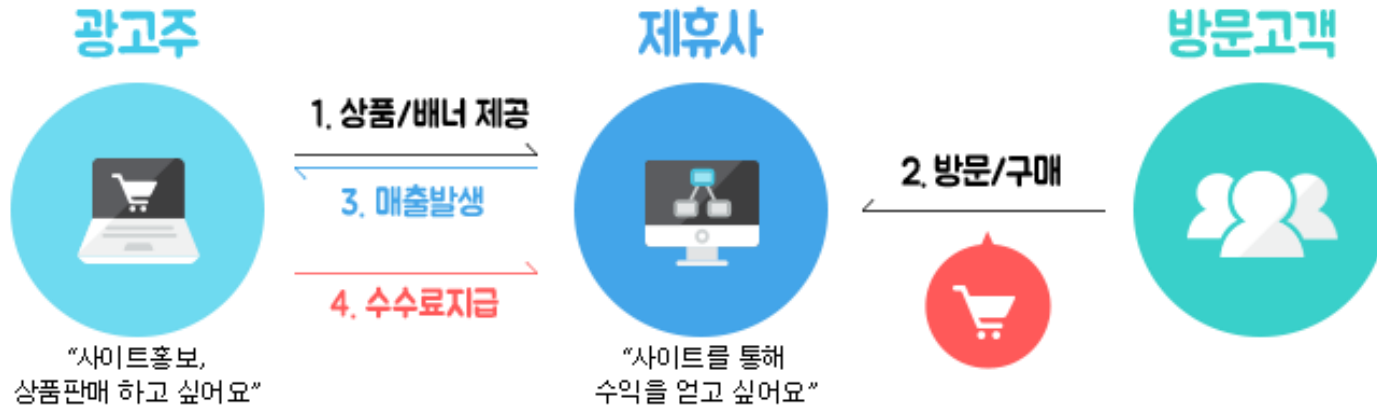 광고주
제휴사
방문고객
1. 상품/배너 제공
2. 방문/구매
3. 매출발생
4. 수수료지급
“사이트홍보,
상품판매 하고 싶어요”
“사이트를 통해
수익을 얻고 싶어요”